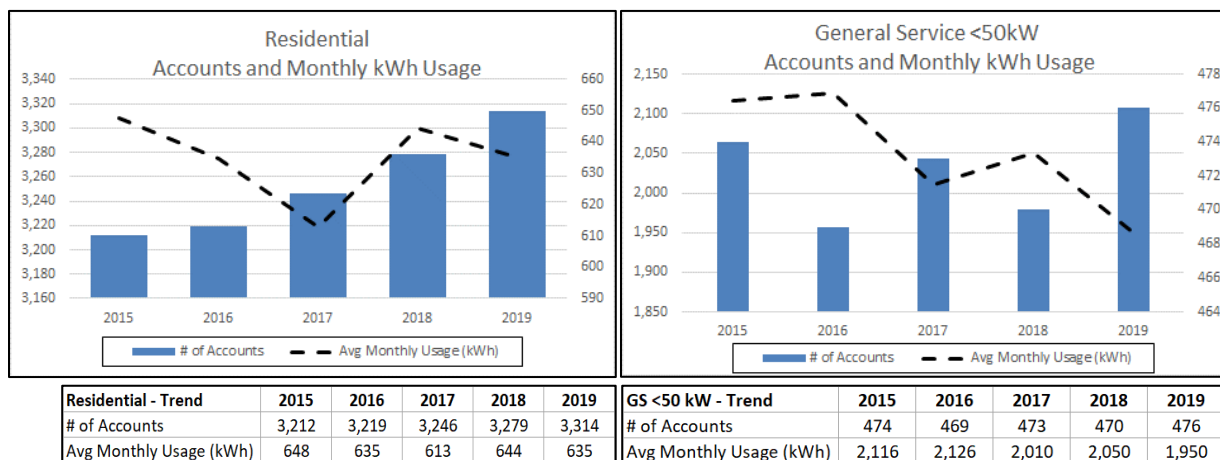 Residential
Accounts and Monthly kWh Usage
3,340
3,320
3,300
3,280
3,260
3,240
3,220
3,200
3,180
3,160
660
650
640
630
620
610
600
590
2015 2016 2017 2018 2019
# of Accounts Avg Monthly Usage (kWh)
General Service <50kW
Accounts and Monthly kWh Usage
2,150
2,100
2,050
2,000
1,950
1,900
1,850
478
476
474
472
470
468
466
464
2015 2016 2017 2018 2019
# of Accounts Avg Monthly Usage (kWh)
Residential - Trend 2015 2016 2017 2018 2019
# of Accounts 3,212 3,219 3,246 3,279 3,314
Avg Monthly Usage (kWh) 648 635 613 644 635
GS <50 kW - Trend 2015 2016 2017 2018 2019
# of Accounts 474 469 473 470 476
Avg Monthly Usage (kWh) 2,116 2,126 2,010 2,050 1,950